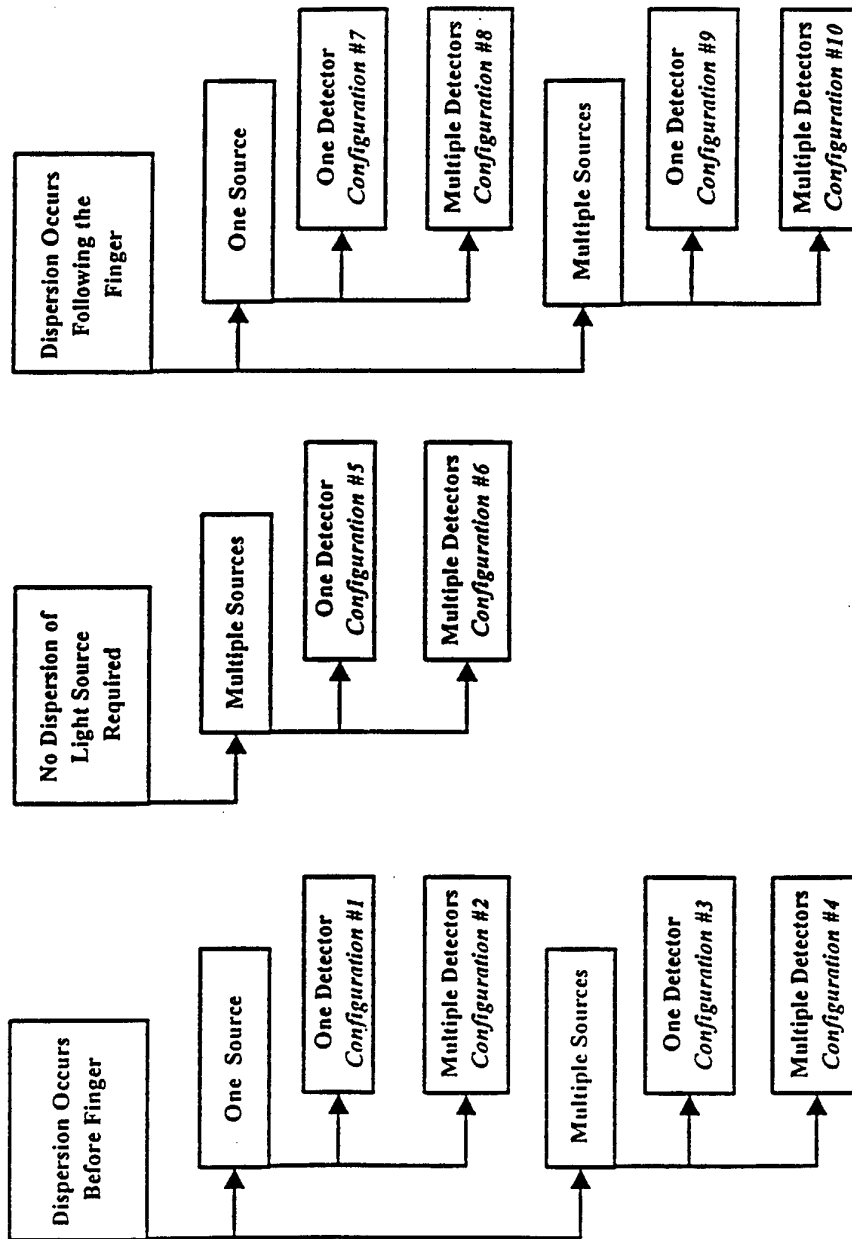 Dispersion Occurs
Before Finger
One Source
One Detector
Configuration #1
Multiple Detectors
Configuration #2
Multiple Sources
One Detector
Configuration #3
Multiple Detectors
Configuration #4
No Dispersion of
Light Source
Required
Multiple Sources
One Detector
Configuration #5
Multiple Detectors
Configuration #6
Dispersion Occurs
Following the
Finger
One Source
One Detector
Configuration #7
Multiple Detectors
Configuration #8
Multiple Sources
One Detector
Configuration #9
Multiple Detectors
Configuration #10